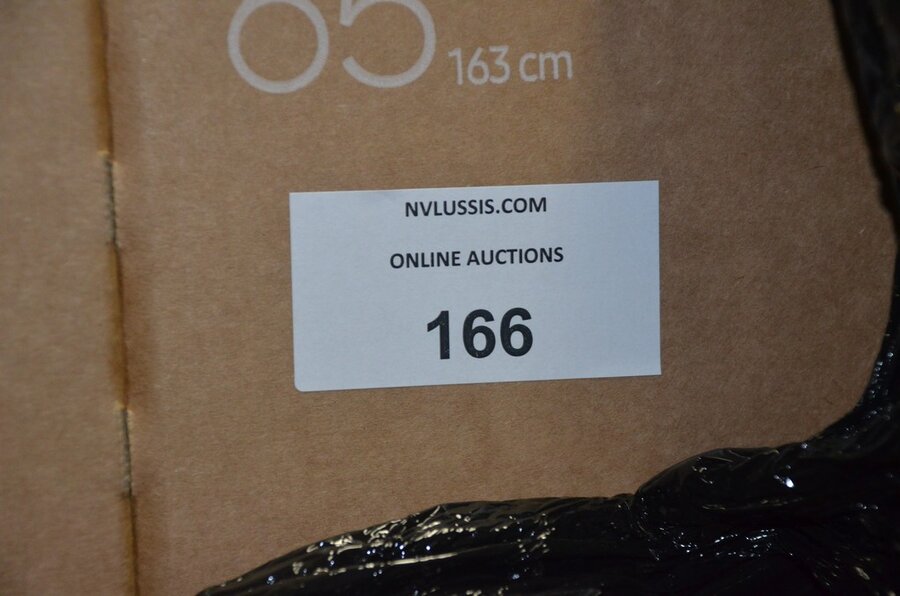 65 163 cm
NVLUSSIS.COM
ONLINE AUCTIONS
166